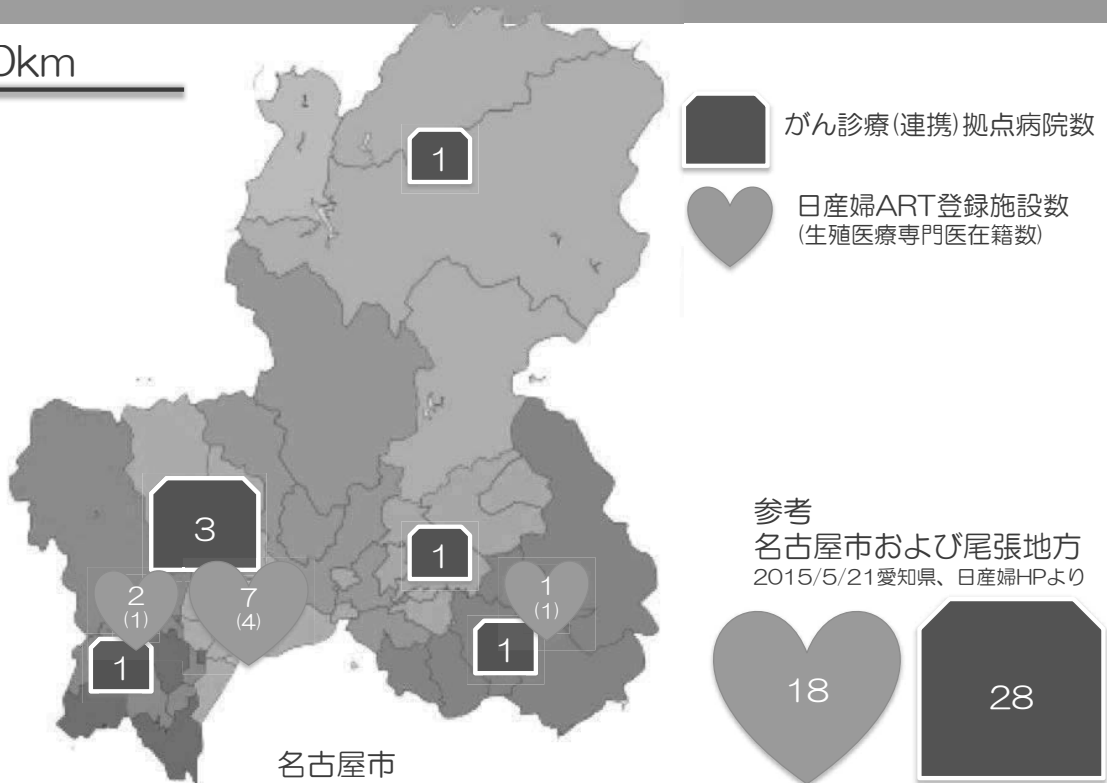 0km
1
がん診療(連携)拠点病院数
日産婦ART登録施設数
(生殖医療専門医在籍数)
3
1
2
(1)
7
(4)
1
(1)
1
1
参考
名古屋市および尾張地方
2015/5/21愛知県、日産婦HPより
18
28
名古屋市